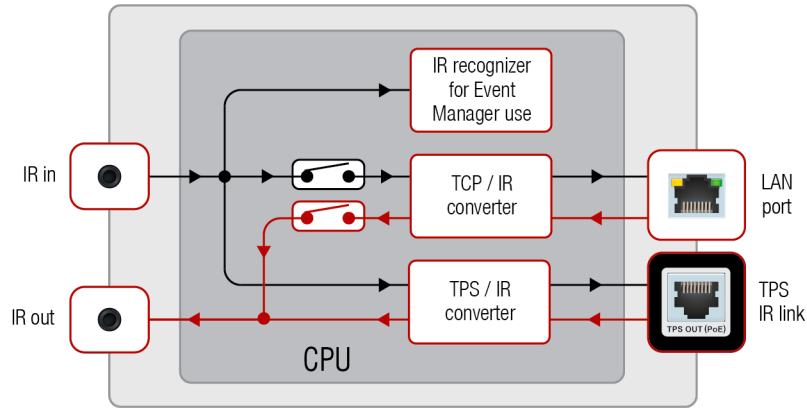 IR recognizer
for Event
Manager use
IR in
TCP / IR
converter
LAN
port
IR out
TPS / IR
converter
TPS OUT (PoE)
TPS
IR link
CPU